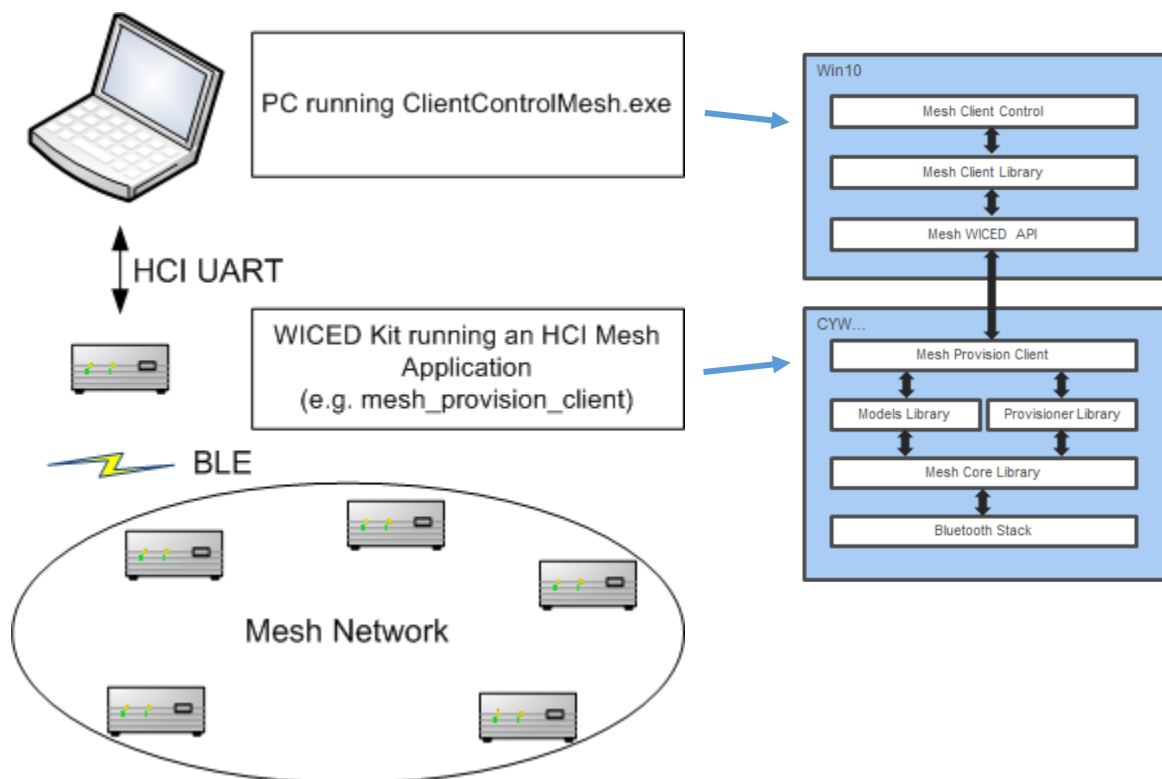 PC running ClientControlMesh.exe
HCI UART
WICED Kit running an HCI Mesh
Application
(e.g. mesh_provision_client)
BLE
Mesh Network
Win10
Mesh Client Control
Mesh Client Library
Mesh WICED API
CYW...
Mesh Provision Client
Models Library
Provisioner Library
Mesh Core Library
Bluetooth Stack